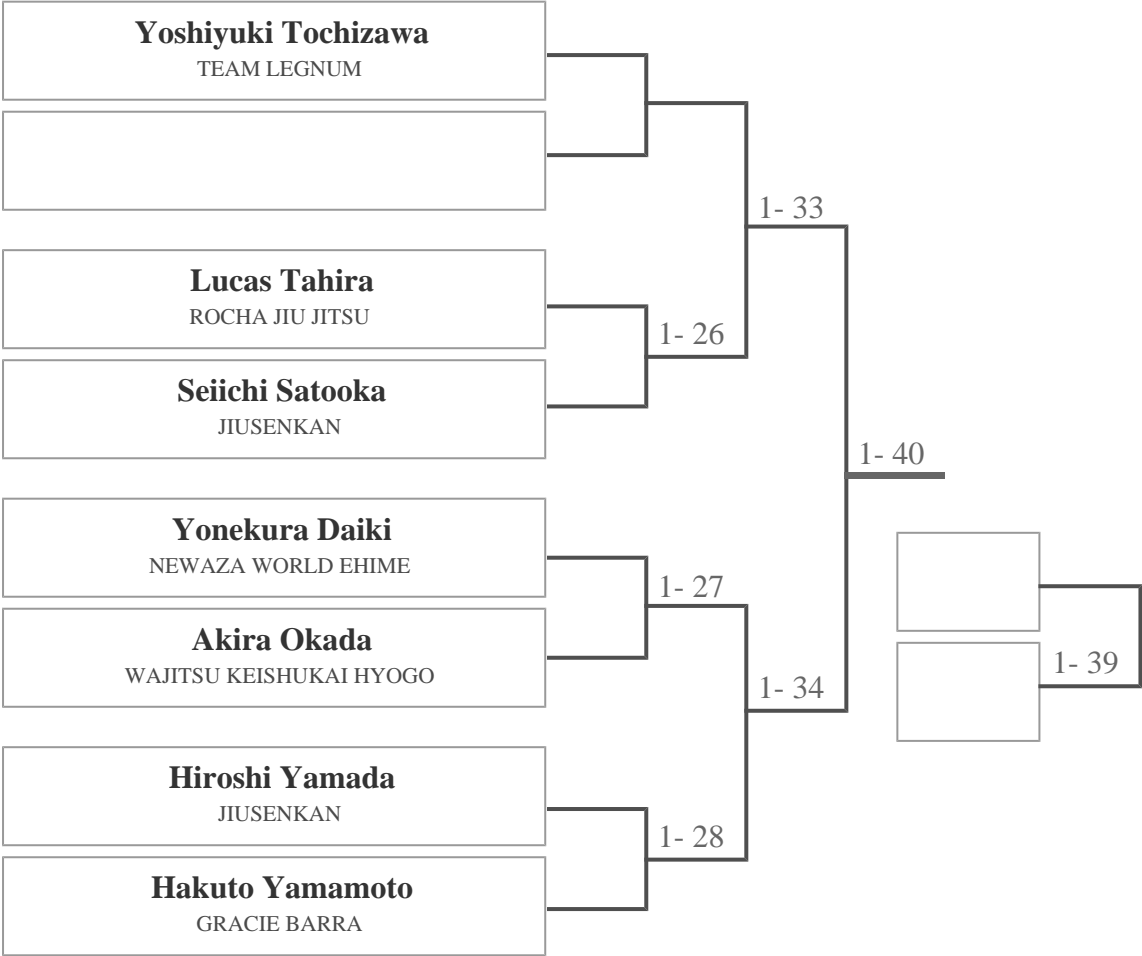 Yoshiyuki Tochizawa
TEAM LEGNUM
1- 33
Lucas Tahira
ROCHA JIU JITSU
1- 26
Seiichi Satooka
JIUSENKAN
1- 40
Yonekura Daiki
NEWAZA WORLD EHIME
1- 27
Akira Okada
WAJITSU KEISHUKAI HYOGO
1- 39
1- 34
Hiroshi Yamada
JIUSENKAN
1- 28
Hakuto Yamamoto
GRACIE BARRA